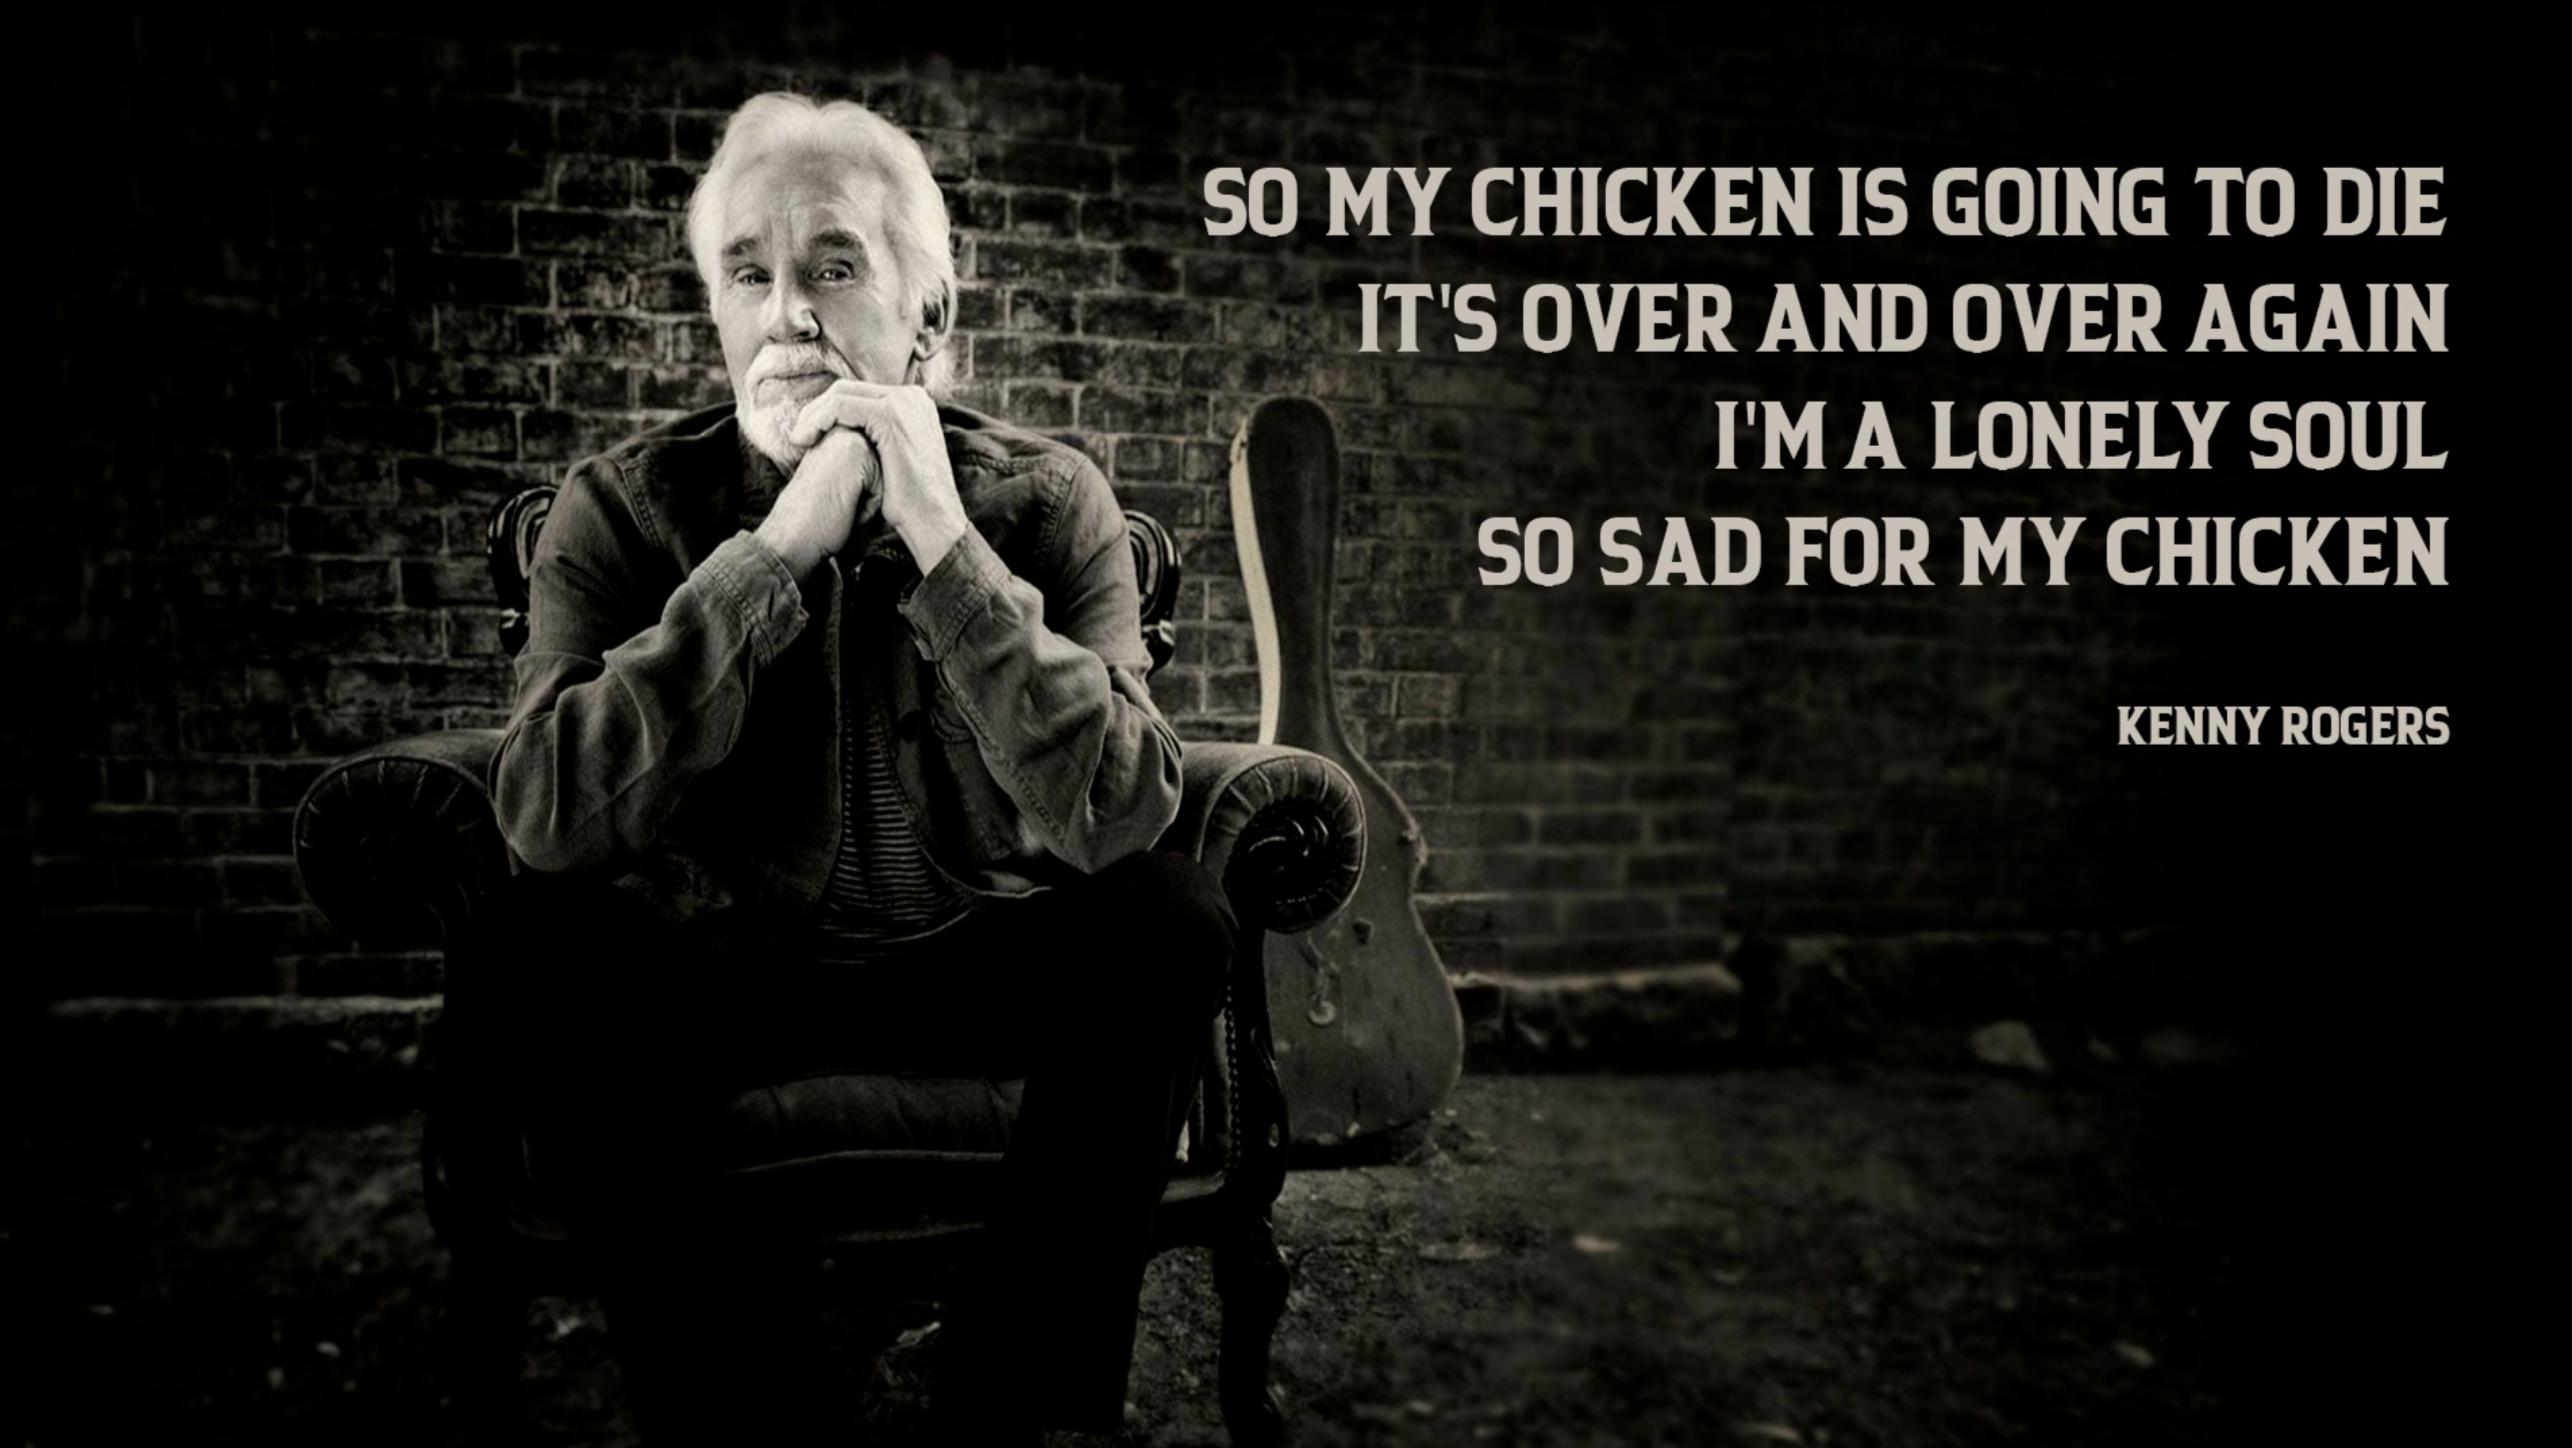 SO MY CHICKEN IS GOING TO DIE
IT'S OVER AND OVER AGAIN
I'M A LONELY SOUL
SO SAD FOR MY CHICKEN
KENNY ROGERS